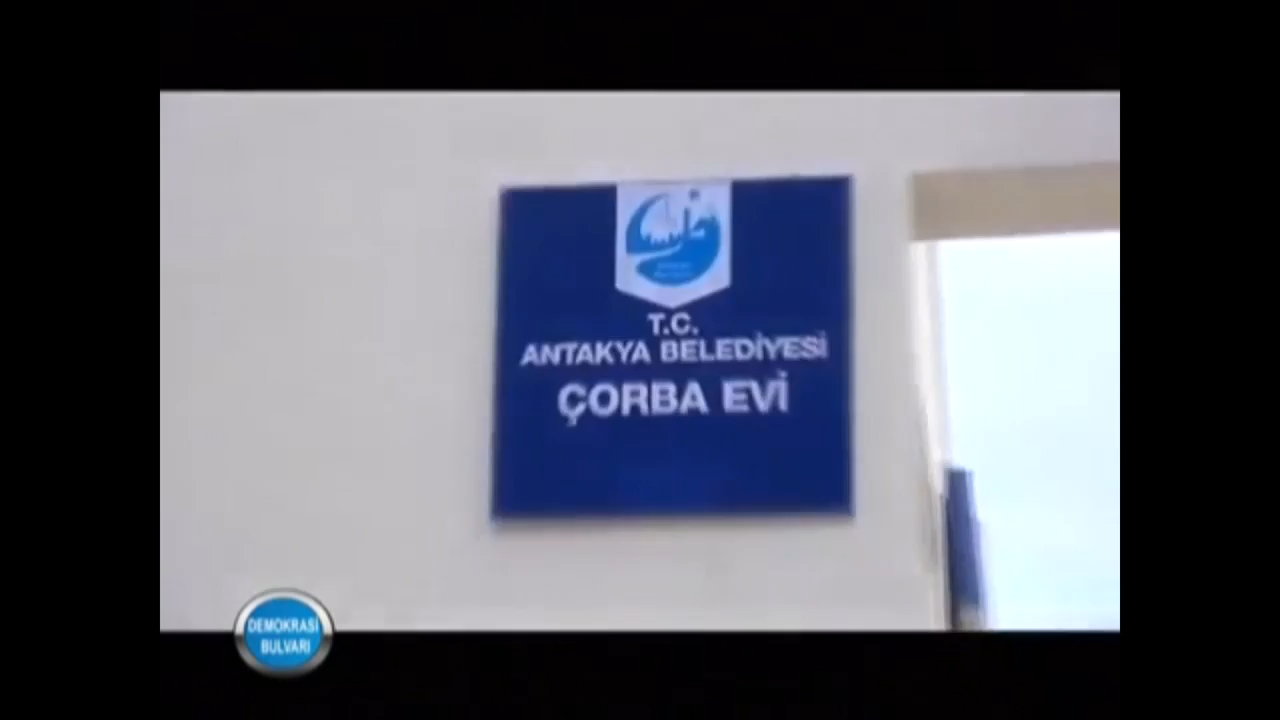 T.C.
ANTAKYA BELEDİYESİ
ÇORBA EVİ
DEMOKRASİ
BULVARI